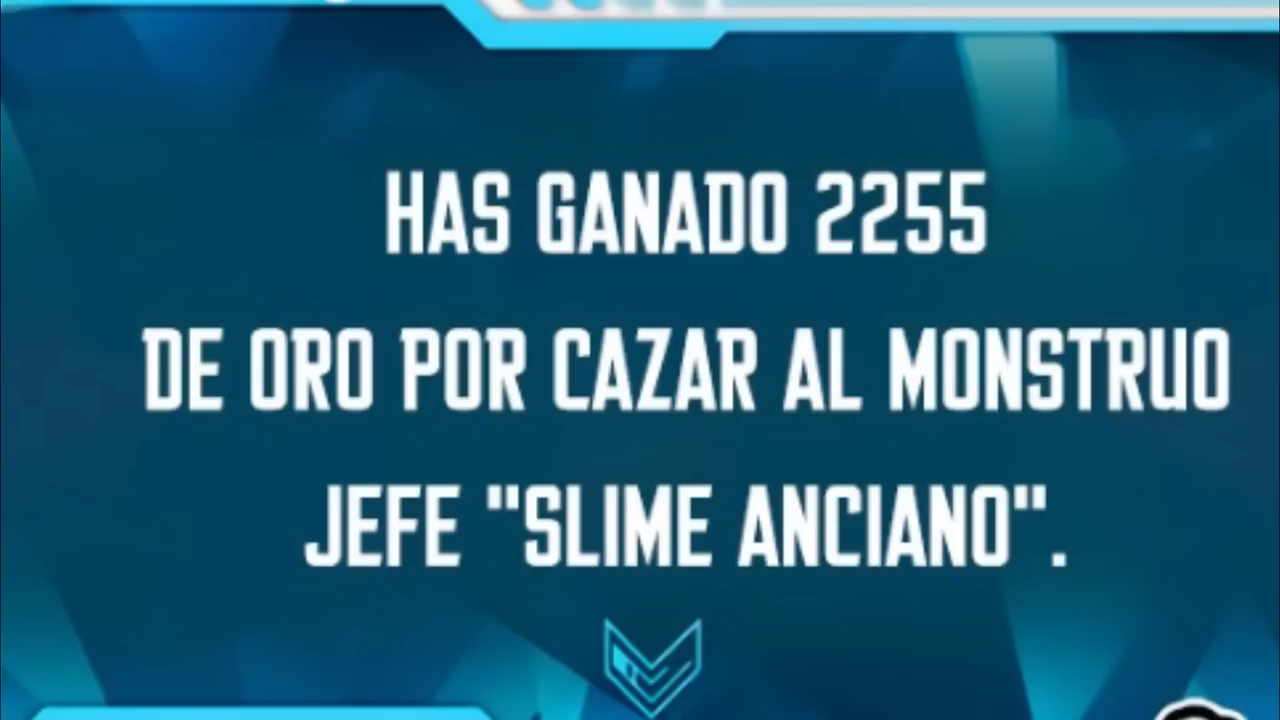 HAS GANADO 2255
DE ORO POR CAZAR AL MONSTRUO
JEFE "SLIME ANCIANO".